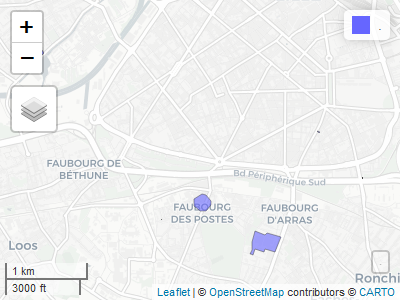 +
−
.
FAUBOURG DE
BÉTHUNE
Bd Périphérique Sud
FAUBOURG
DES POSTES
FAUBOURG
D'ARRAS
Loos
Ronchi
1 km
3000 ft
Leaflet | © OpenStreetMap contributors © CARTO